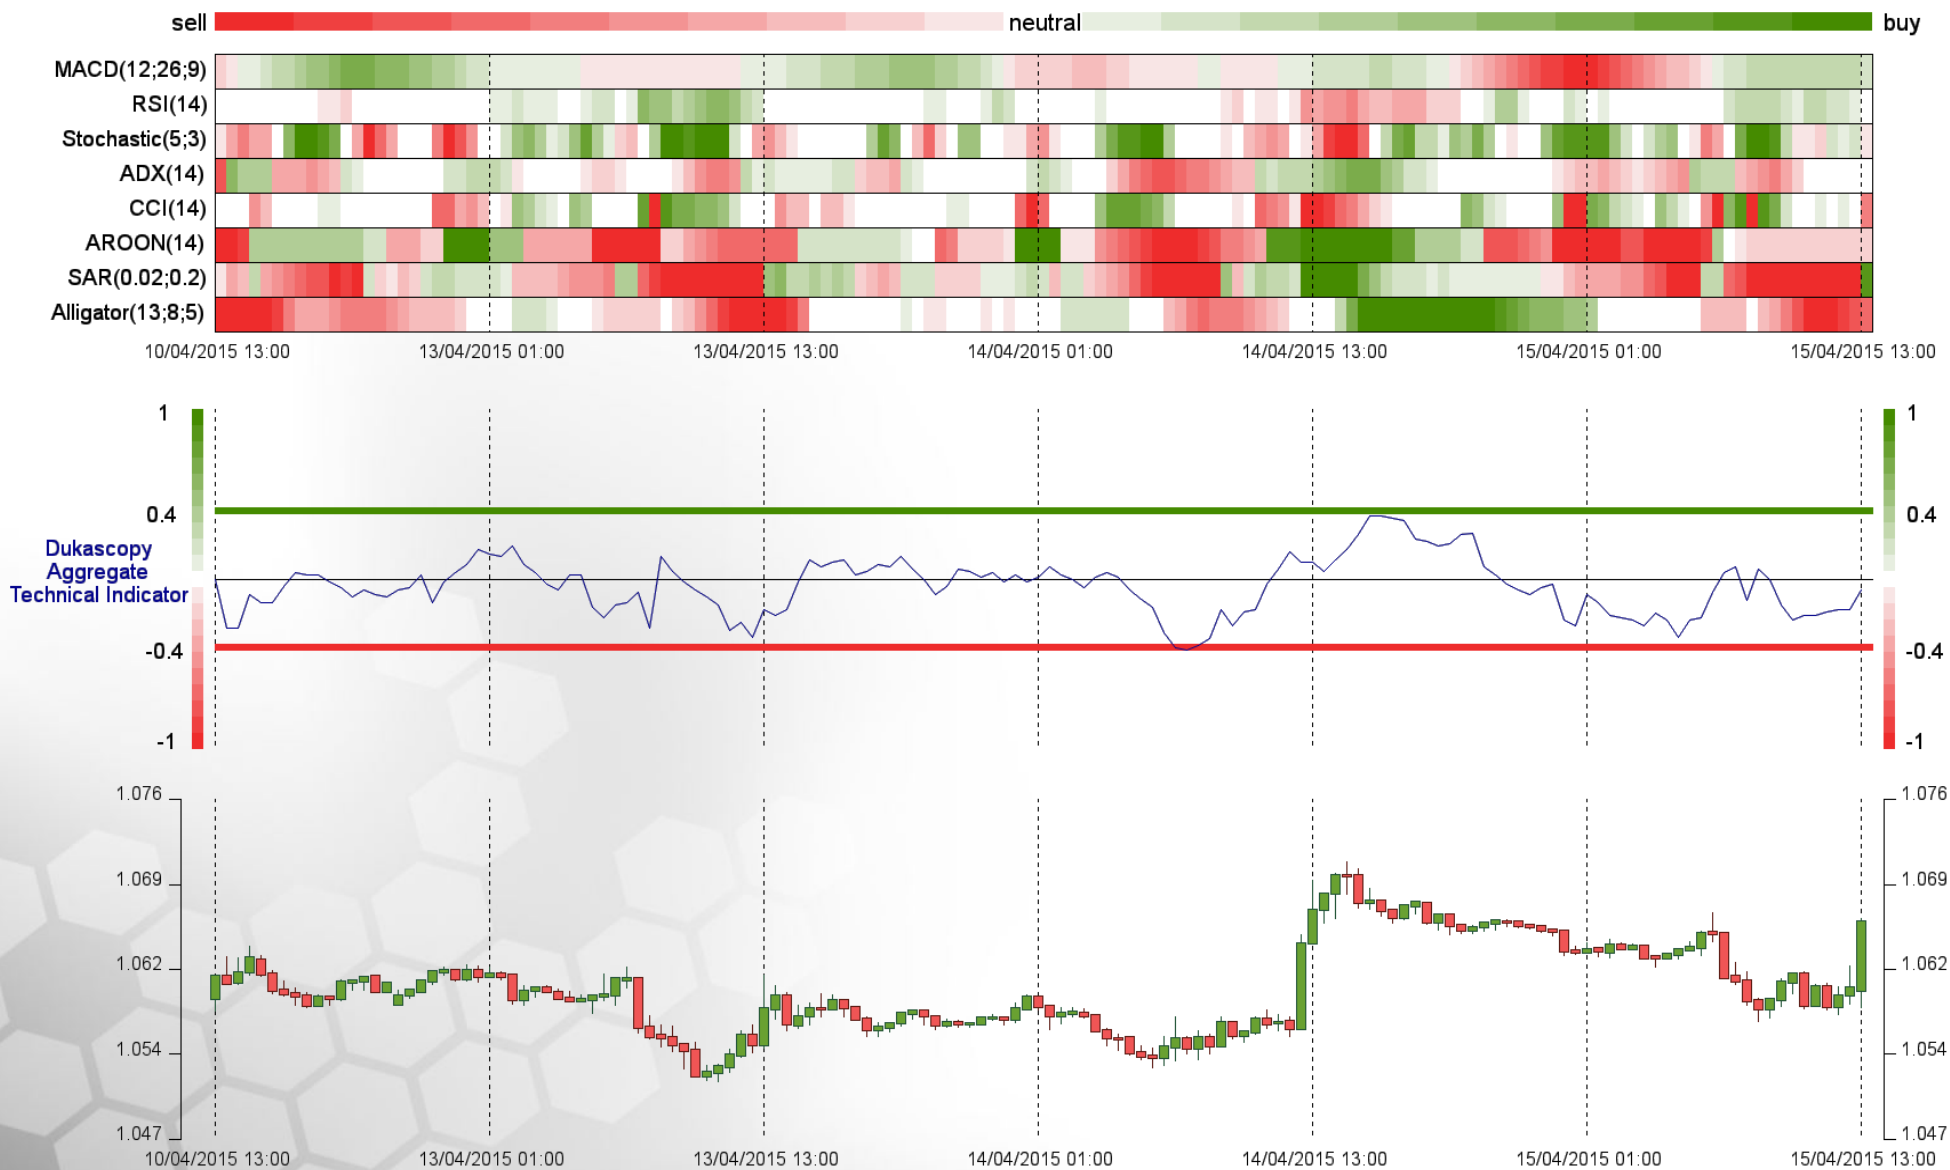 sell neutral buy
MACD(12;26;9)
RSI(14)
Stochastic(5;3)
ADX(14)
CCI(14)
AROON(14)
SAR(0.02;0.2)
Alligator(13;8;5)
10/04/2015 13:00 13/04/2015 01:00 13/04/2015 13:00 14/04/2015 01:00 14/04/2015 13:00 15/04/2015 01:00 15/04/2015 13:00
1 1
0.4 0.4
Dukascopy
Aggregate
Technical Indicator
-0.4 -0.4
-1 -1
1.076 1.076
1.069 1.069
1.062 1.062
1.054 1.054
1.047 1.047
10/04/2015 13:00 13/04/2015 01:00 13/04/2015 13:00 14/04/2015 01:00 14/04/2015 13:00 15/04/2015 01:00 15/04/2015 13:00